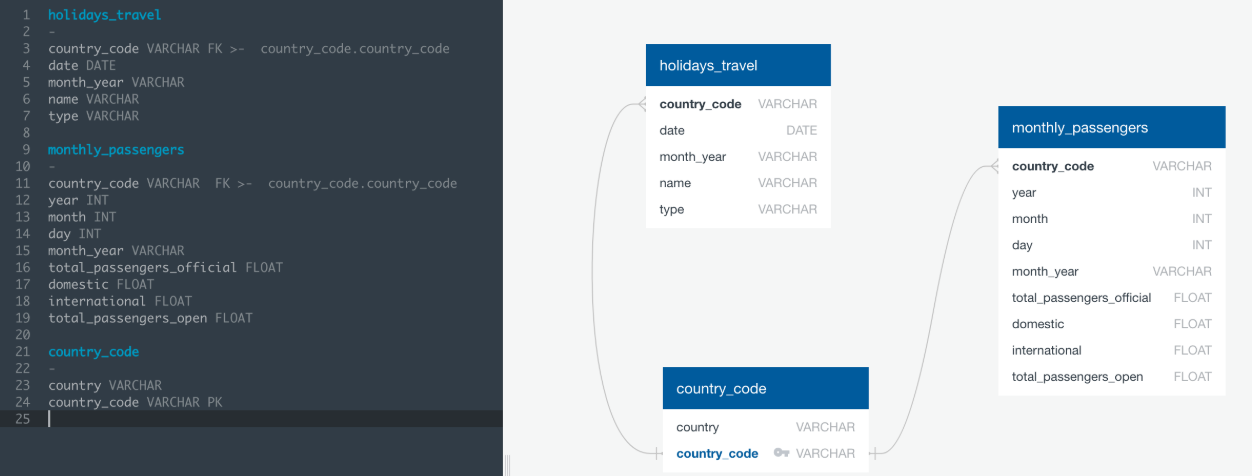 1 holidays_travel
2 -
3 country_code VARCHAR FK >-  country_code.country_code
4 date DATE
5 month_year VARCHAR
6 name VARCHAR
7 type VARCHAR
8
9 monthly_passengers
10 -
11 country_code VARCHAR  FK >-  country_code.country_code
12 year INT
13 month INT
14 day INT
15 month_year VARCHAR
16 total_passengers_official FLOAT
17 domestic FLOAT
18 international FLOAT
19 total_passengers_open FLOAT
20
21 country_code
22 -
23 country VARCHAR
24 country_code VARCHAR PK
25
holidays_travel
country_code VARCHAR
date DATE
month_year VARCHAR
name VARCHAR
type VARCHAR
monthly_passengers
country_code VARCHAR
year INT
month INT
day INT
month_year VARCHAR
total_passengers_official FLOAT
domestic FLOAT
international FLOAT
total_passengers_open FLOAT
country_code
country VARCHAR
country_code VARCHAR